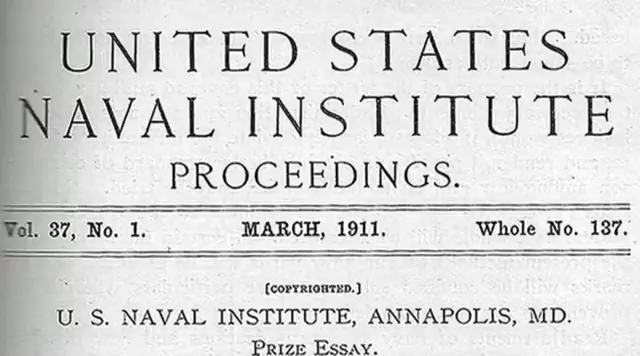 UNITED STATES
NAVAL INSTITUTE
PROCEEDINGS.
Vol. 37, No. 1. MARCH, 1911. Whole No. 137.
[COPYRIGHTED.]
U. S. NAVAL INSTITUTE, ANNAPOLIS, MD.
PRIZE ESSAY.